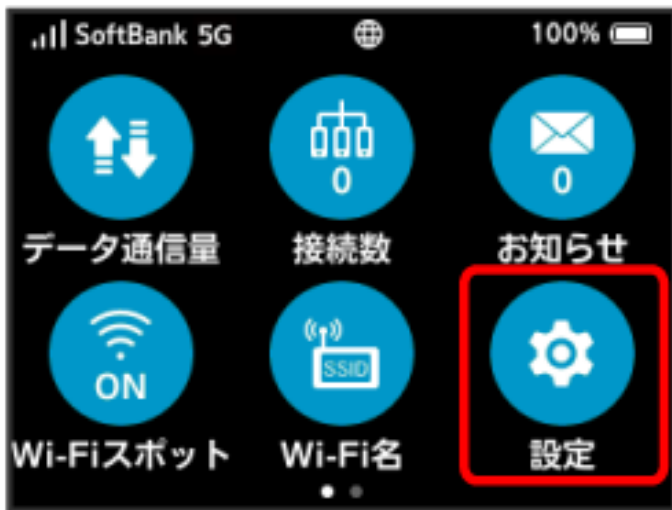 SoftBank 5G 100%
0 0
データ通信量 接続数 お知らせ
ON SSID
Wi-Fiスポット Wi-Fi名 設定